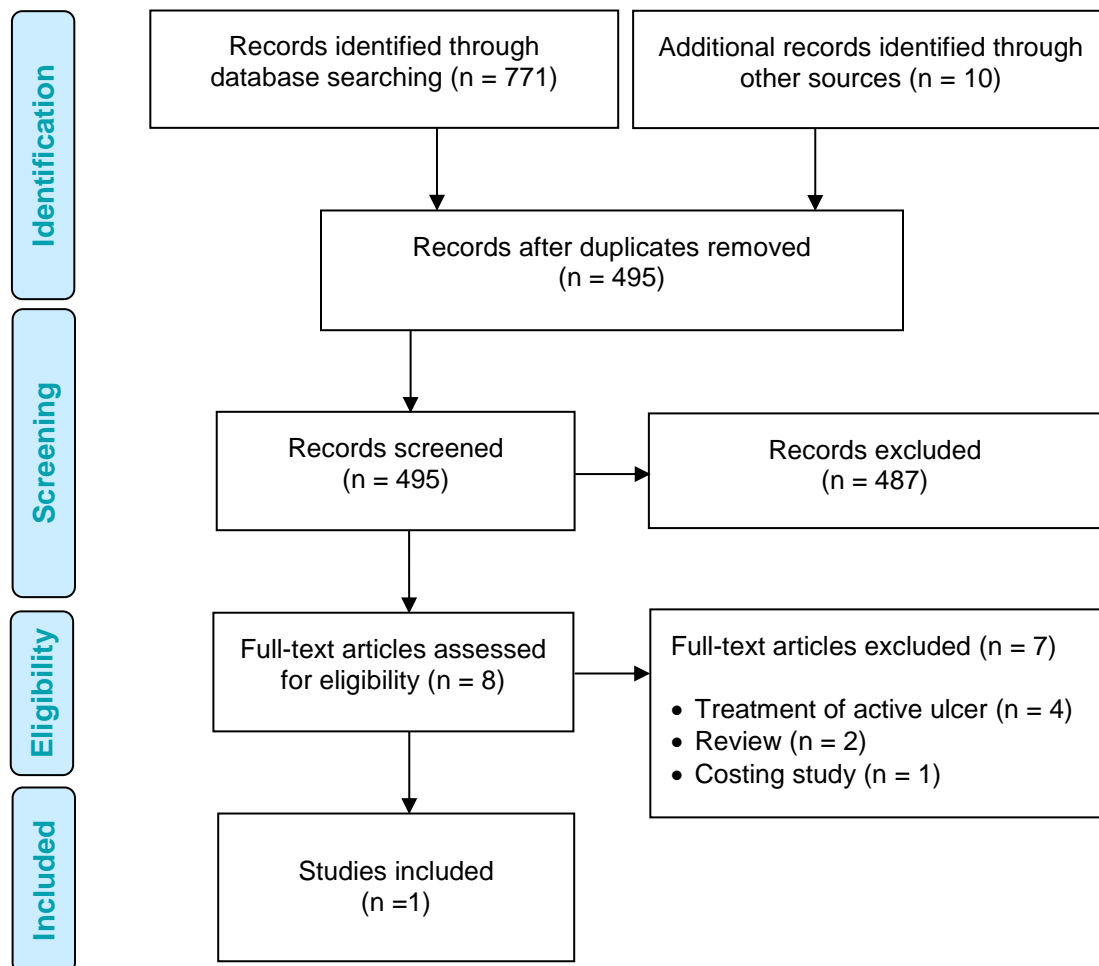 Identification
Records identified through
database searching (n = 771)
Additional records identified through
other sources (n = 10)
Records after duplicates removed
(n = 495)
Screening
Records screened
(n = 495)
Records excluded
(n = 487)
Eligibility
Full-text articles assessed
for eligibility (n = 8)
Full-text articles excluded (n = 7)
• Treatment of active ulcer (n = 4)
• Review (n = 2)
• Costing study (n = 1)
Included
Studies included
(n =1)